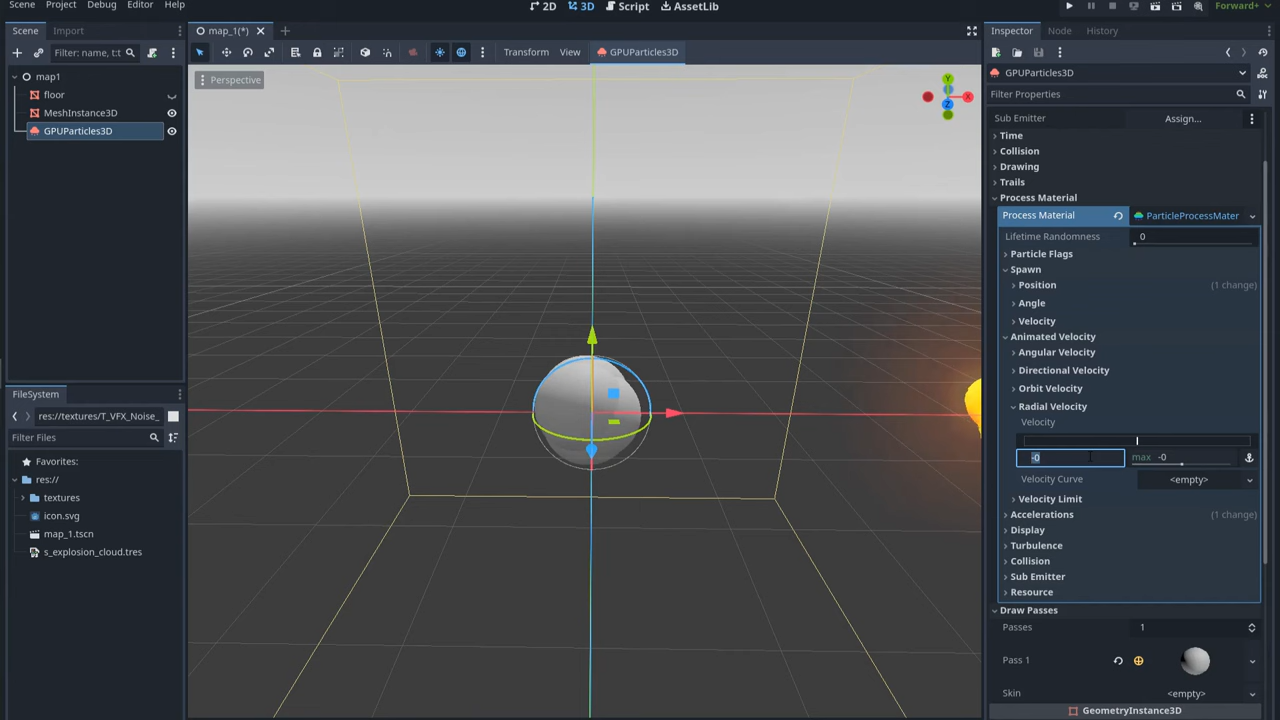 Scene Project Debug Editor Help
2D 3D Script AssetLib
Forward+
Scene Import
map_1(*)
Inspector Node History
Filter: name, t:t
Transform View GPUParticles3D
GPUParticles3D
map1
Perspective
Filter Properties
floor
Y
X
Z
MeshInstance3D
Sub Emitter Assign...
GPUParticles3D
Time
Collision
Drawing
Trails
Process Material
Process Material ParticleProcessMater
Lifetime Randomness 0
Particle Flags
Spawn
Position (1 change)
Angle
Velocity
Animated Velocity
Angular Velocity
Directional Velocity
Orbit Velocity
Radial Velocity
Velocity
-0 max -0
Velocity Curve <empty>
Velocity Limit
Accelerations (1 change)
Display
Turbulence
Collision
Sub Emitter
Resource
Draw Passes
Passes 1
Pass 1
Skin <empty>
GeometryInstance3D
FileSystem
res://textures/T_VFX_Noise_
Filter Files
Favorites:
res://
textures
icon.svg
map_1.tscn
s_explosion_cloud.tres